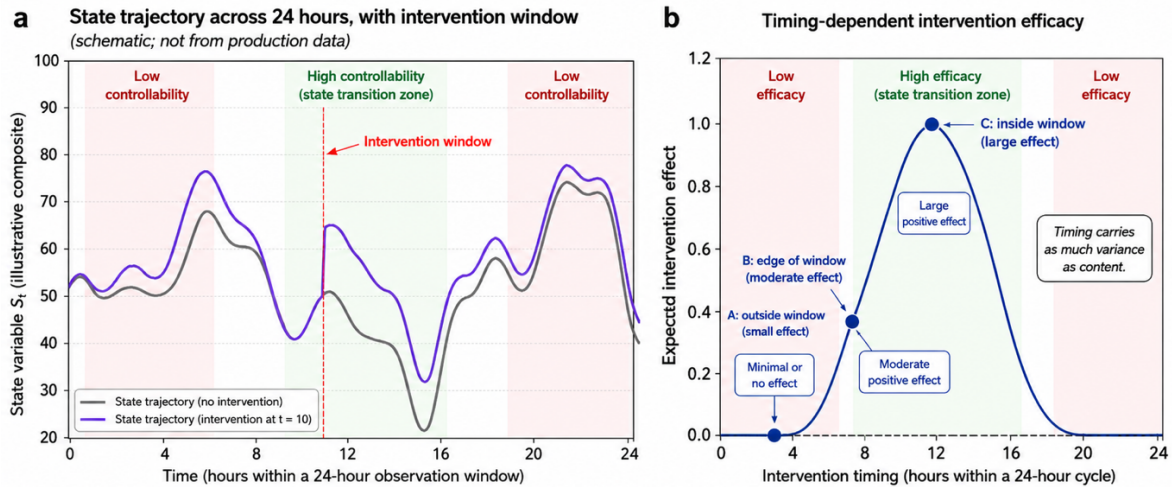 a State trajectory across 24 hours, with intervention window
(schematic; not from production data)
100
90
80
70
60
50
40
30
20
State variable St (illustrative composite)
Low
controllability
High controllability
(state transition zone)
Low
controllability
Intervention window
State trajectory (no intervention)
State trajectory (intervention at t = 10)
0 4 8 12 16 20 24
Time (hours within a 24-hour observation window)
b Timing-dependent intervention efficacy
1.2
1.0
0.8
0.6
0.4
0.2
0.0
Expectd intervention effect
Low
efficacy
High efficacy
(state transition zone)
Low
efficacy
C: inside window
(large effect)
Large
positive effect
Timing carries
as much variance
as content.
B: edge of window
(moderate effect)
A: outside window
(small effect)
Minimal or
no effect
Moderate
positive effect
0 4 8 12 16 20 24
Intervention timing (hours within a 24-hour cycle)